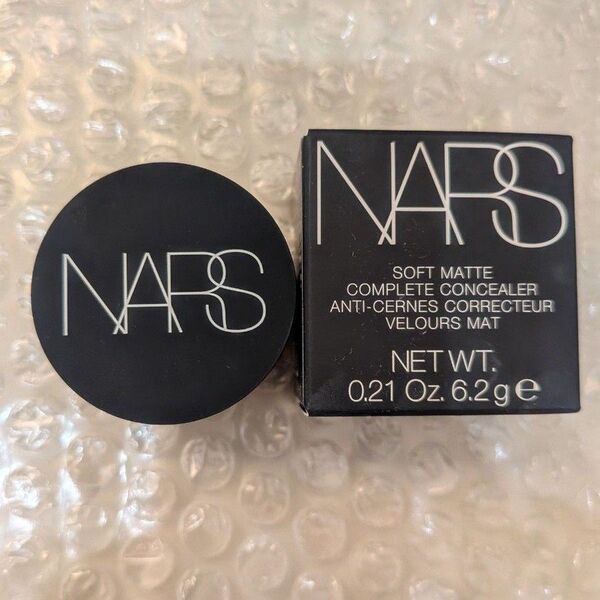 NARS
NARS
SOFT MATTE
COMPLETE CONCEALER
ANTI-CERNES CORRECTEUR
VELOURS MAT
NET WT.
0.21 Oz. 6.2 g ℮